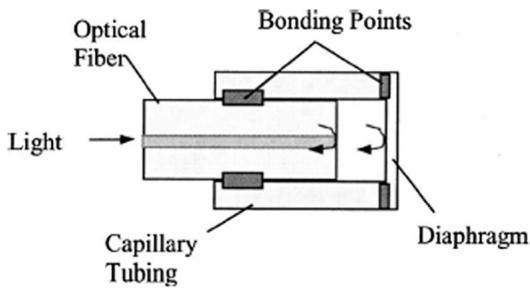 Bonding Points
Optical
Fiber
Light
Diaphragm
Capillary
Tubing